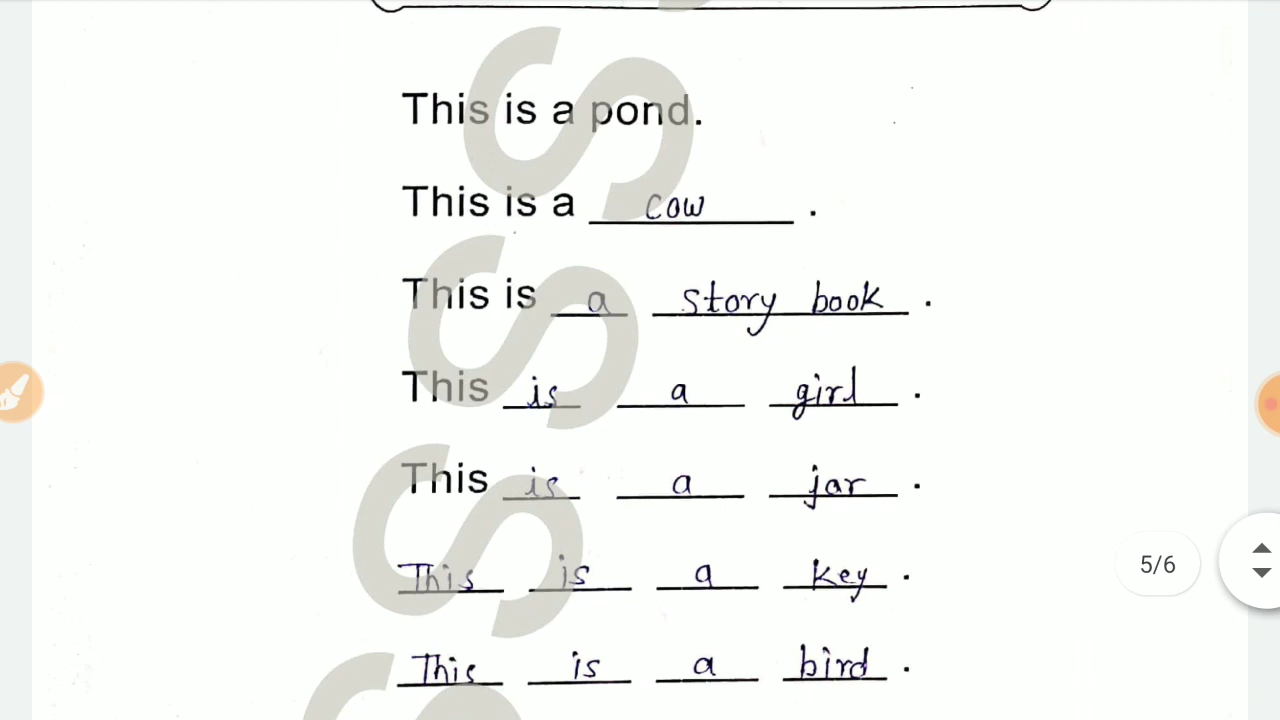 This is a pond.
This is a cow .
This is a story book .
This is a girl .
This is a jar .
This is a key .
5/6
This is a bird .